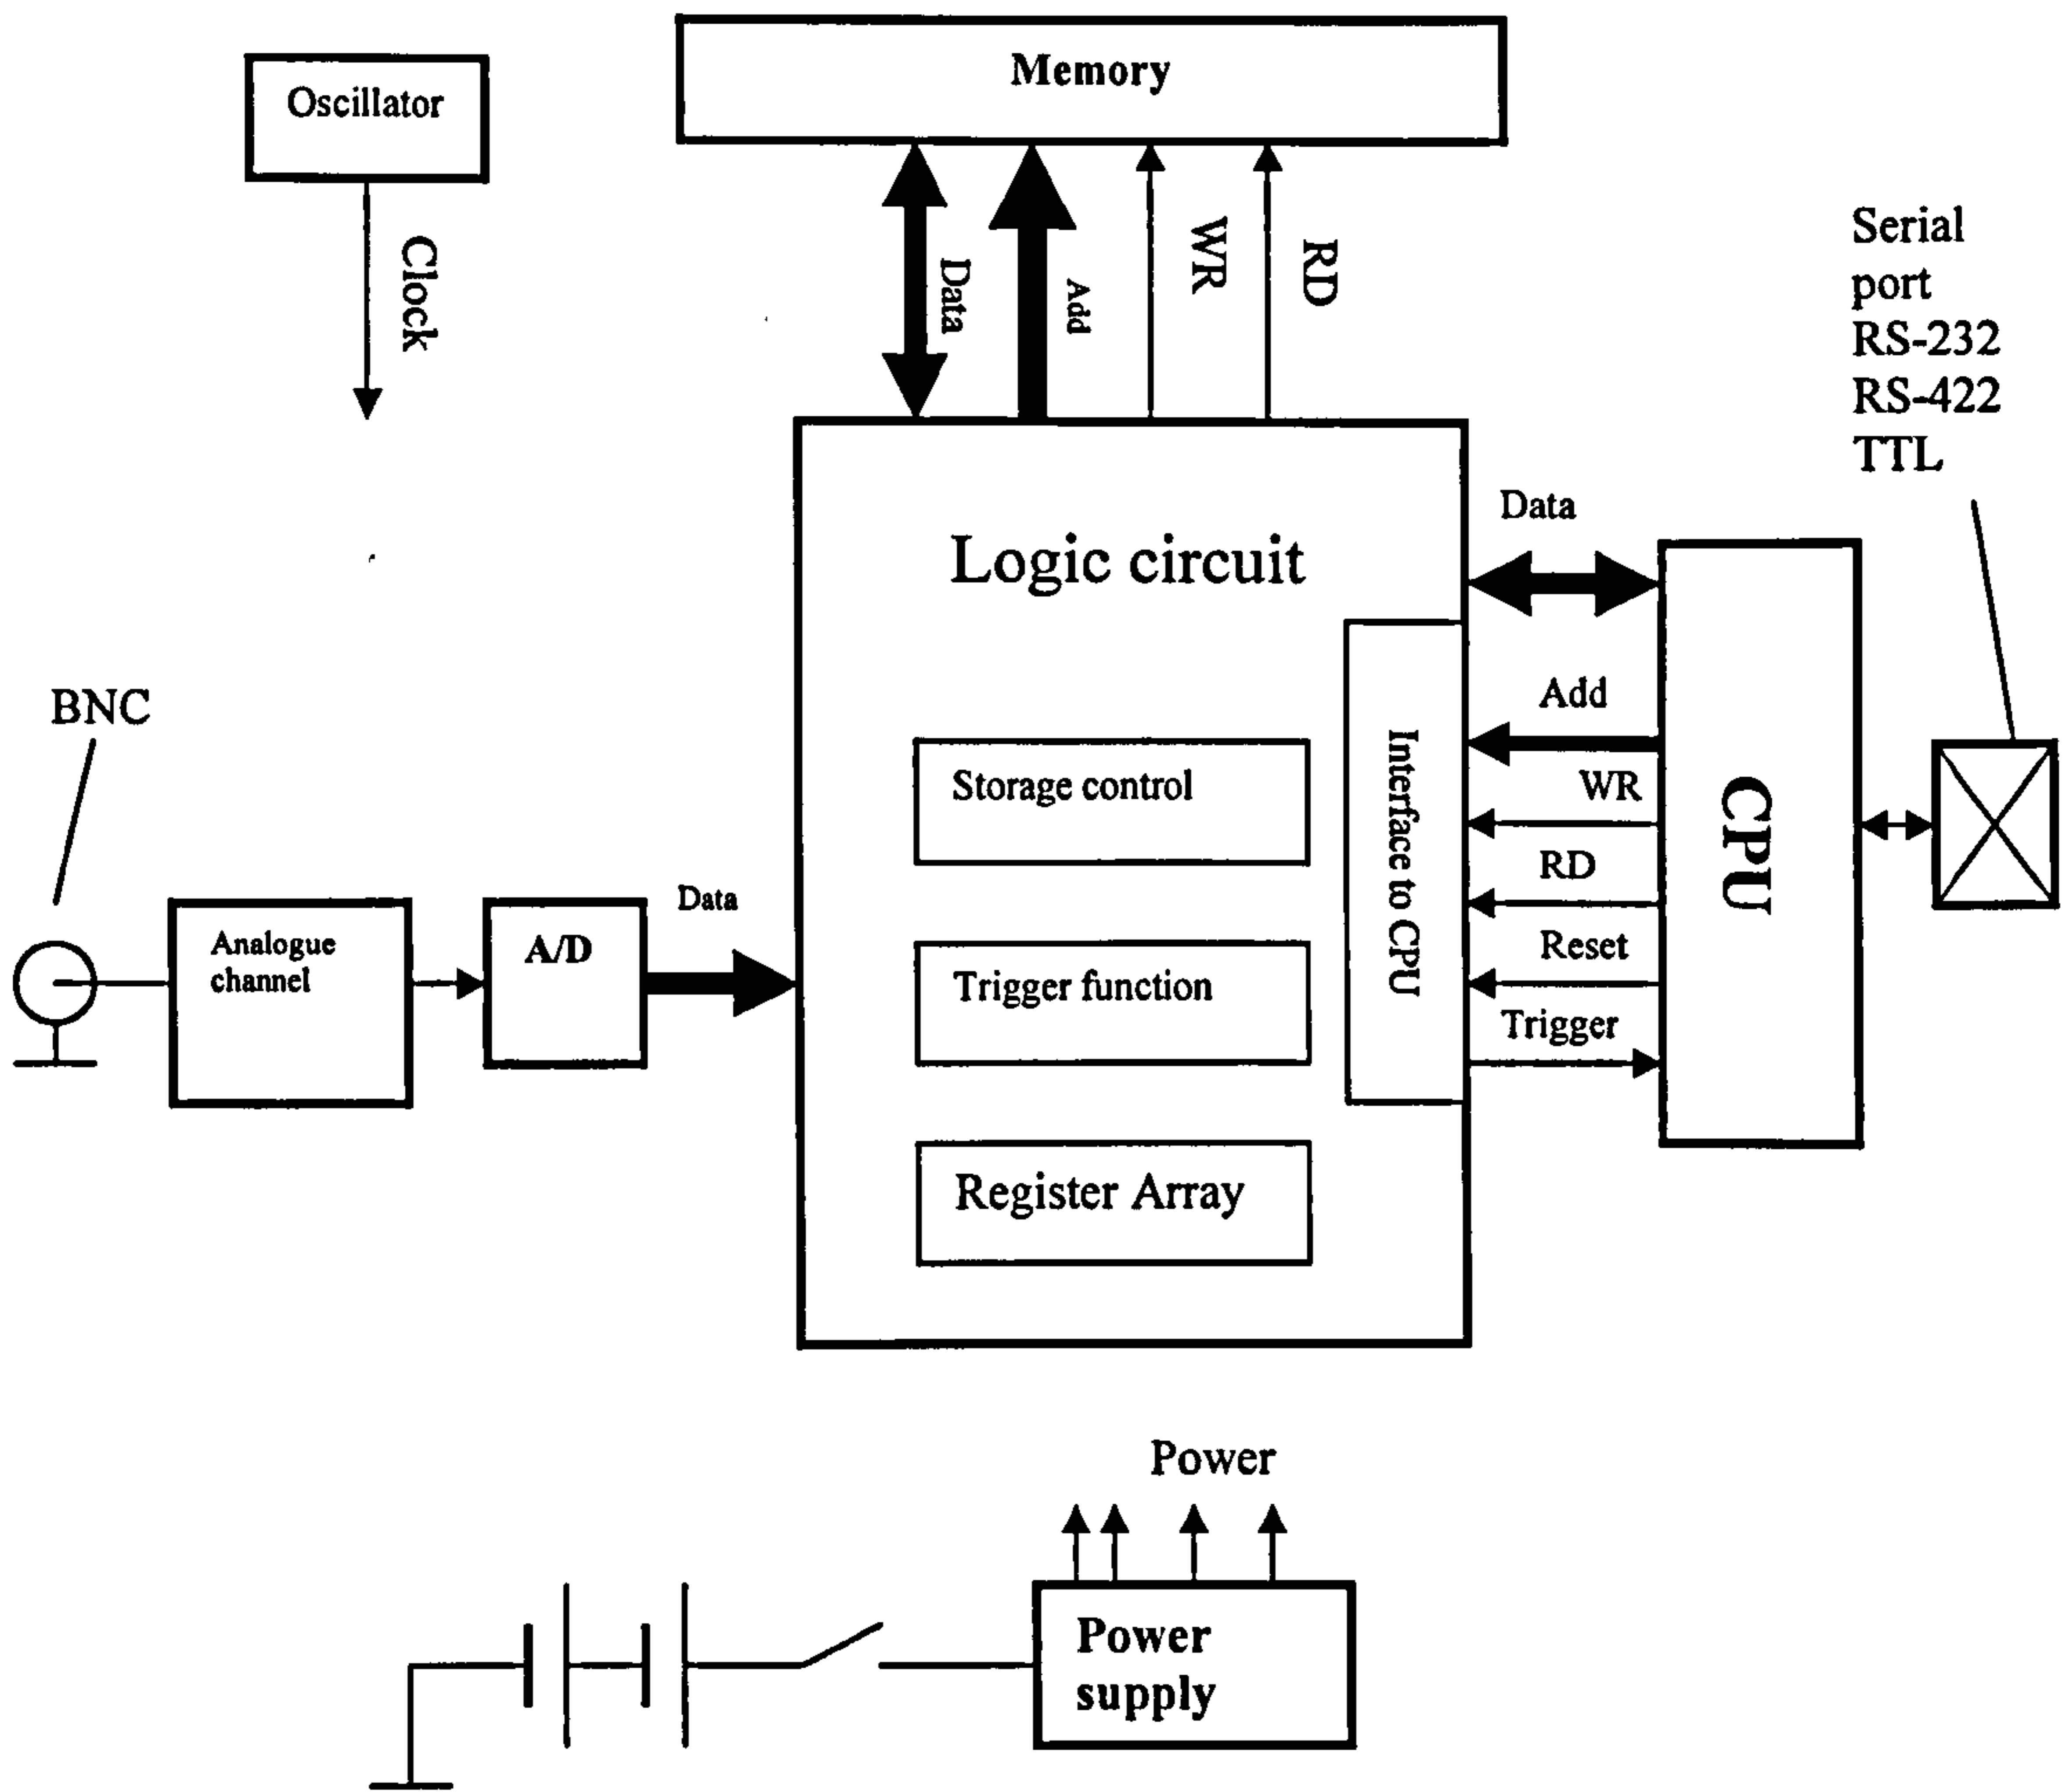 Memory
Oscillator
Clock
Data
Add
WR
RD
Serial
port
RS-232
RS-422
TTL
Data
Logic circuit
BNC
Add
Interface to CPU
CPU
Storage control
WR
RD
Data
Analogue
channel
A/D
Reset
Trigger function
Trigger
Register Array
Power
Power
supply